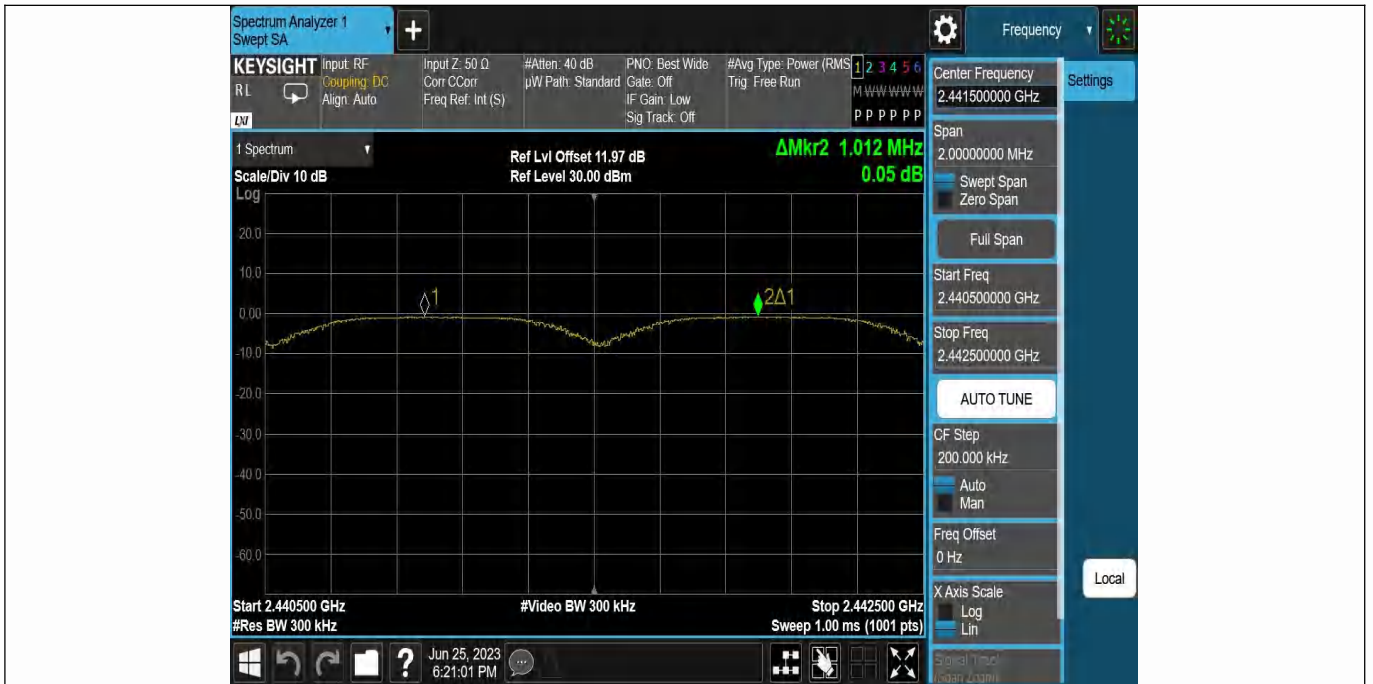 Spectrum Analyzer 1
Swept SA
+
Frequency
KEYSIGHT
RL
LXI
Input: RF
Coupling: DC
Align: Auto
Input Z: 50 Ω
Corr CCorr
Freq Ref: Int (S)
#Atten: 40 dB
µW Path: Standard
PNO: Best Wide
Gate: Off
IF Gain: Low
Sig Track: Off
#Avg Type: Power (RMS
Trig: Free Run
1 2 3 4 5 6
M W W W W W
P P P P P P
1 Spectrum
Scale/Div 10 dB
Ref Lvl Offset 11.97 dB
Ref Level 30.00 dBm
ΔMkr2 1.012 MHz
0.05 dB
Log
20.0
10.0
0.00
-10.0
-20.0
-30.0
-40.0
-50.0
-60.0
1
2Δ1
Start 2.440500 GHz
#Video BW 300 kHz
Stop 2.442500 GHz
#Res BW 300 kHz
Sweep 1.00 ms (1001 pts)
?
Jun 25, 2023
6:21:01 PM
Center Frequency
2.441500000 GHz
Settings
Span
2.00000000 MHz
Swept Span
Zero Span
Full Span
Start Freq
2.440500000 GHz
Stop Freq
2.442500000 GHz
AUTO TUNE
CF Step
200.000 kHz
Auto
Man
Freq Offset
0 Hz
X Axis Scale
Log
Lin
Signal Track
(Span Zoom)
Local